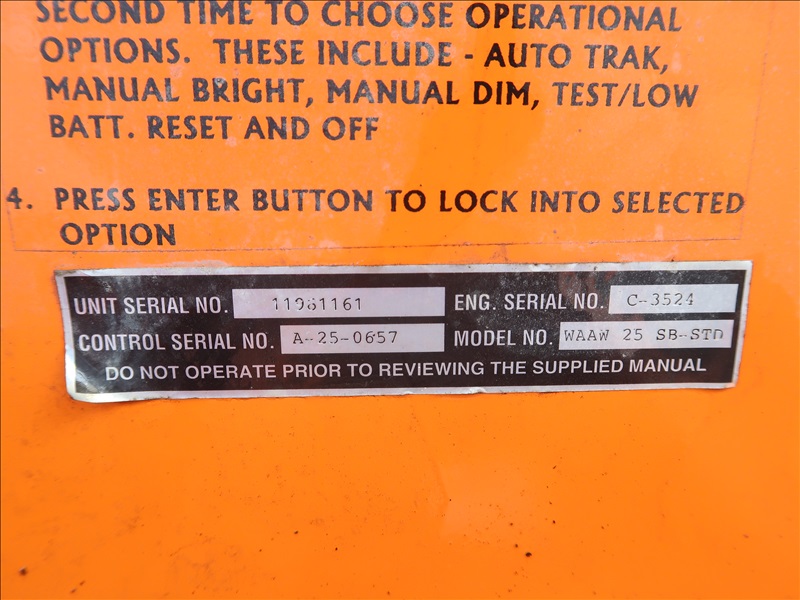 SECOND TIME TO CHOOSE OPERATIONAL
OPTIONS. THESE INCLUDE - AUTO TRAK,
MANUAL BRIGHT, MANUAL DIM, TEST/LOW
BATT. RESET AND OFF
4. PRESS ENTER BUTTON TO LOCK INTO SELECTED
OPTION
UNIT SERIAL NO. 11961161 ENG. SERIAL NO. C-3524
CONTROL SERIAL NO. A-25-0657 MODEL NO. WAAW 25 SB-STD
DO NOT OPERATE PRIOR TO REVIEWING THE SUPPLIED MANUAL